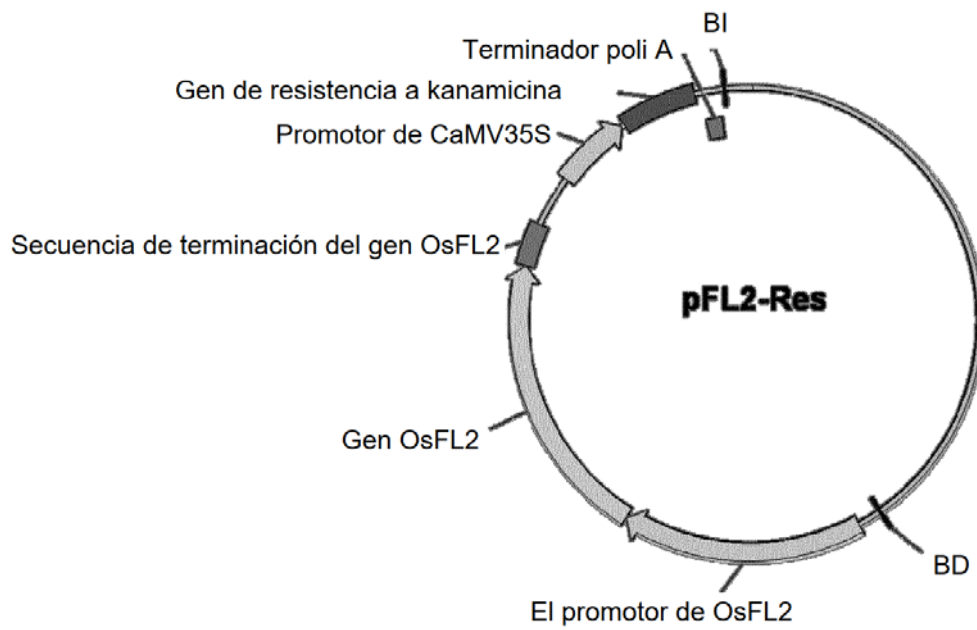 BI
Terminador poli A
Gen de resistencia a kanamicina
Promotor de CaMV35S
Secuencia de terminación del gen OsFL2
pFL2-Res
Gen OsFL2
BD
El promotor de OsFL2